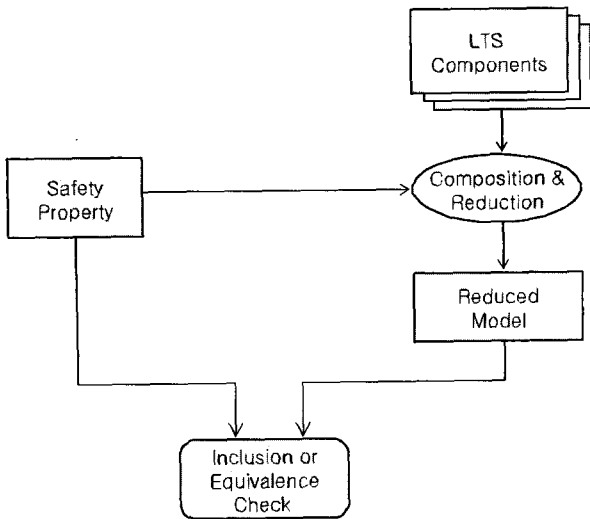 LTS
Components
Safety
Property
Composition &
Reduction
Reduced
Model
Inclusion or
Equivalence
Check